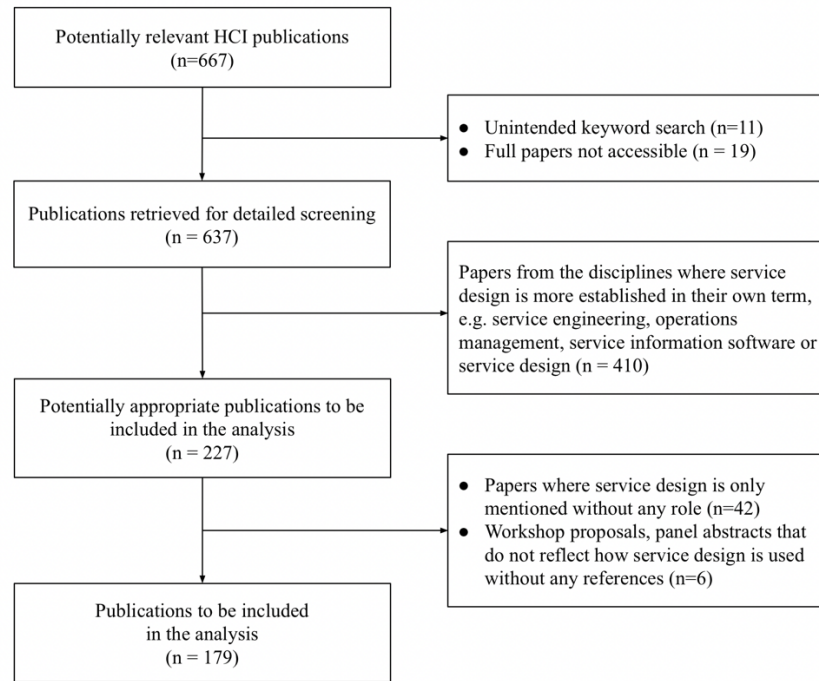 Potentially relevant HCI publications
(n=667)
● Unintended keyword search (n=11)
● Full papers not accessible (n = 19)
Publications retrieved for detailed screening
(n = 637)
Papers from the disciplines where service
design is more established in their own term,
e.g. service engineering, operations
management, service information software or
service design (n = 410)
Potentially appropriate publications to be
included in the analysis
(n = 227)
● Papers where service design is only
mentioned without any role (n=42)
● Workshop proposals, panel abstracts that
do not reflect how service design is used
without any references (n=6)
Publications to be included
in the analysis
(n = 179)